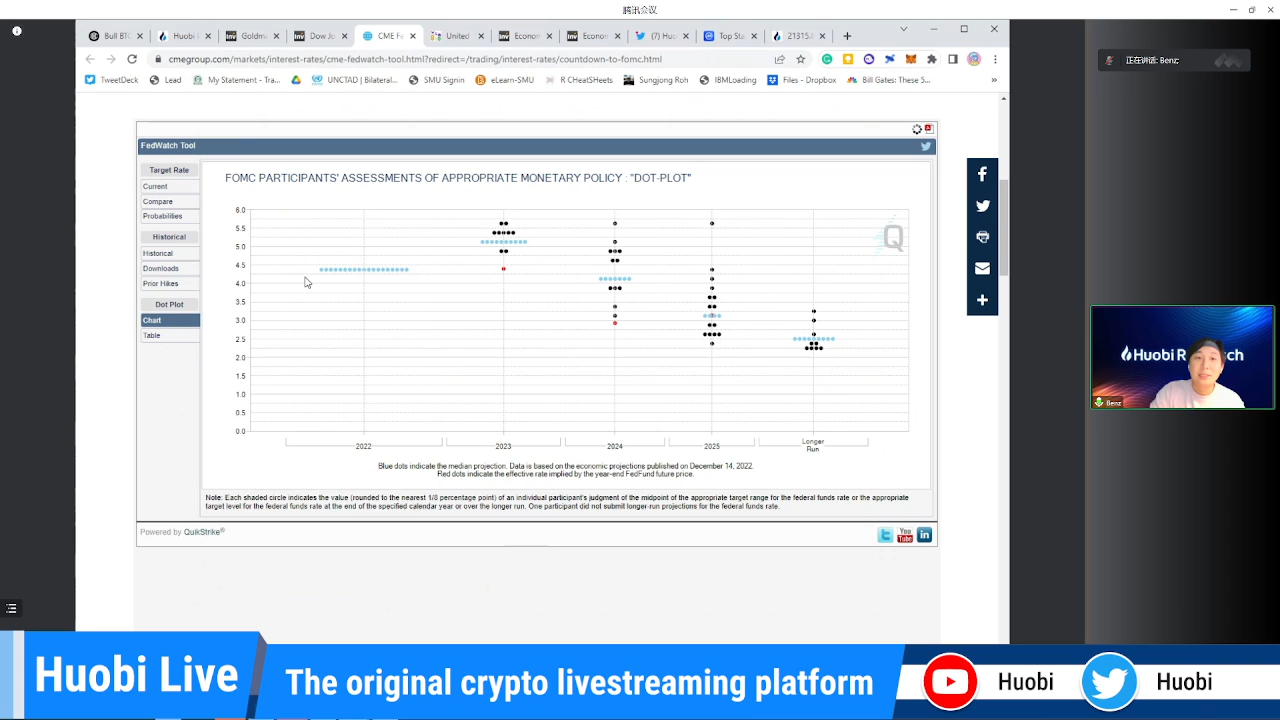 腾讯会议
Bull BTC
Huobi
Goldm
Dow Jo
CME Fe
United
Econom
Econom
(7) Huo
Top Sta
21315.0
cmegroup.com/markets/interest-rates/cme-fedwatch-tool.html?redirect=/trading/interest-rates/countdown-to-fomc.html
TweetDeck
Lead
My Statement - Tra...
UNCTAD | Bilateral...
SMU Signin
eLearn-SMU
R CheatSheets
Sungjong Roh
IBMLoading
Files - Dropbox
Bill Gates: These 5...
»
正在讲话: Benz;
FedWatch Tool
Target Rate
Current
Compare
Probabilities
Historical
Historical
Downloads
Prior Hikes
Dot Plot
Chart
Table
FOMC PARTICIPANTS' ASSESSMENTS OF APPROPRIATE MONETARY POLICY : "DOT-PLOT"
6.0
5.5
5.0
4.5
4.0
3.5
3.0
2.5
2.0
1.5
1.0
0.5
0.0
Q
2022
2023
2024
2025
Longer
Run
Blue dots indicate the median projection. Data is based on the economic projections published on December 14, 2022.
Red dots indicate the effective rate implied by the year-end FedFund future price.
Note: Each shaded circle indicates the value (rounded to the nearest 1/8 percentage point) of an individual participant's judgment of the midpoint of the appropriate target range for the federal funds rate or the appropriate
target level for the federal funds rate at the end of the specified calendar year or over the longer run. One participant did not submit longer-run projections for the federal funds rate.
Powered by QuikStrike®
You
Tube
in
Huobi R
rch
Benz
Huobi Live
The original crypto livestreaming platform
Huobi
Huobi